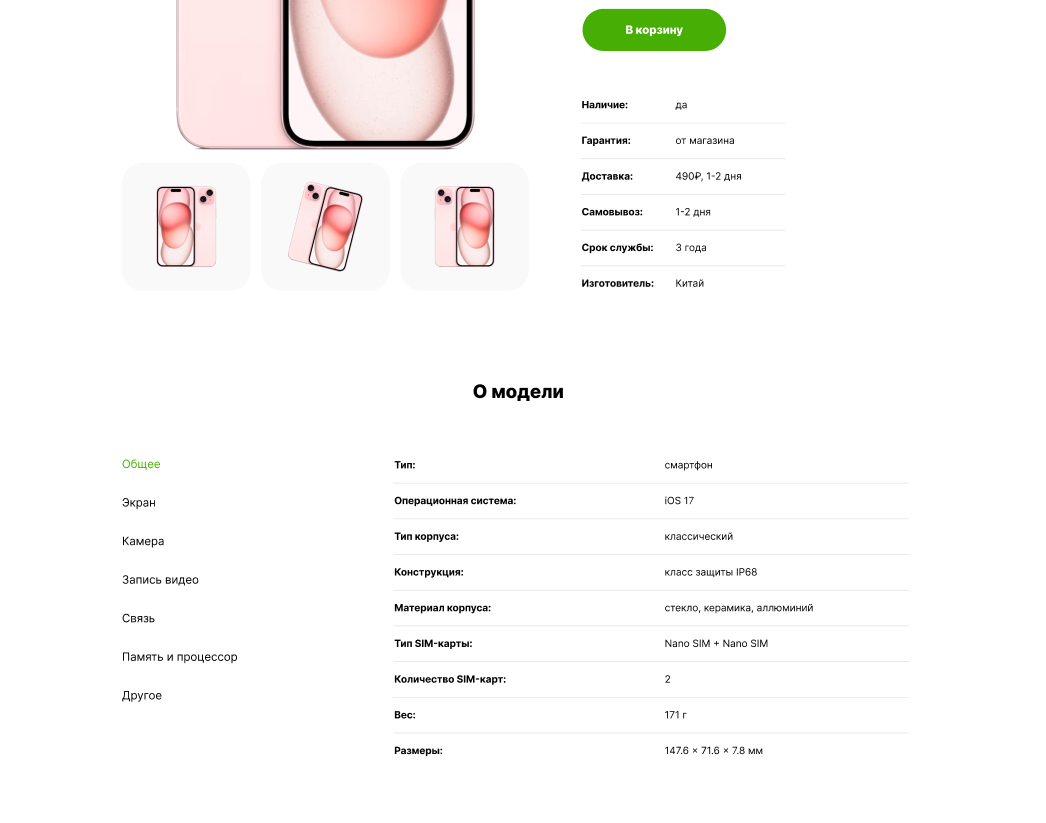 В корзину
Наличие: да
Гарантия: от магазина
Доставка: 490₽, 1-2 дня
Самовывоз: 1-2 дня
Срок службы: 3 года
Изготовитель: Китай
О модели
Общее
Экран
Камера
Запись видео
Связь
Память и процессор
Другое
Тип: смартфон
Операционная система: iOS 17
Тип корпуса: классический
Конструкция: класс защиты IP68
Материал корпуса: стекло, керамика, аллюминий
Тип SIM-карты: Nano SIM + Nano SIM
Количество SIM-карт: 2
Вес: 171 г
Размеры: 147.6 × 71.6 × 7.8 мм